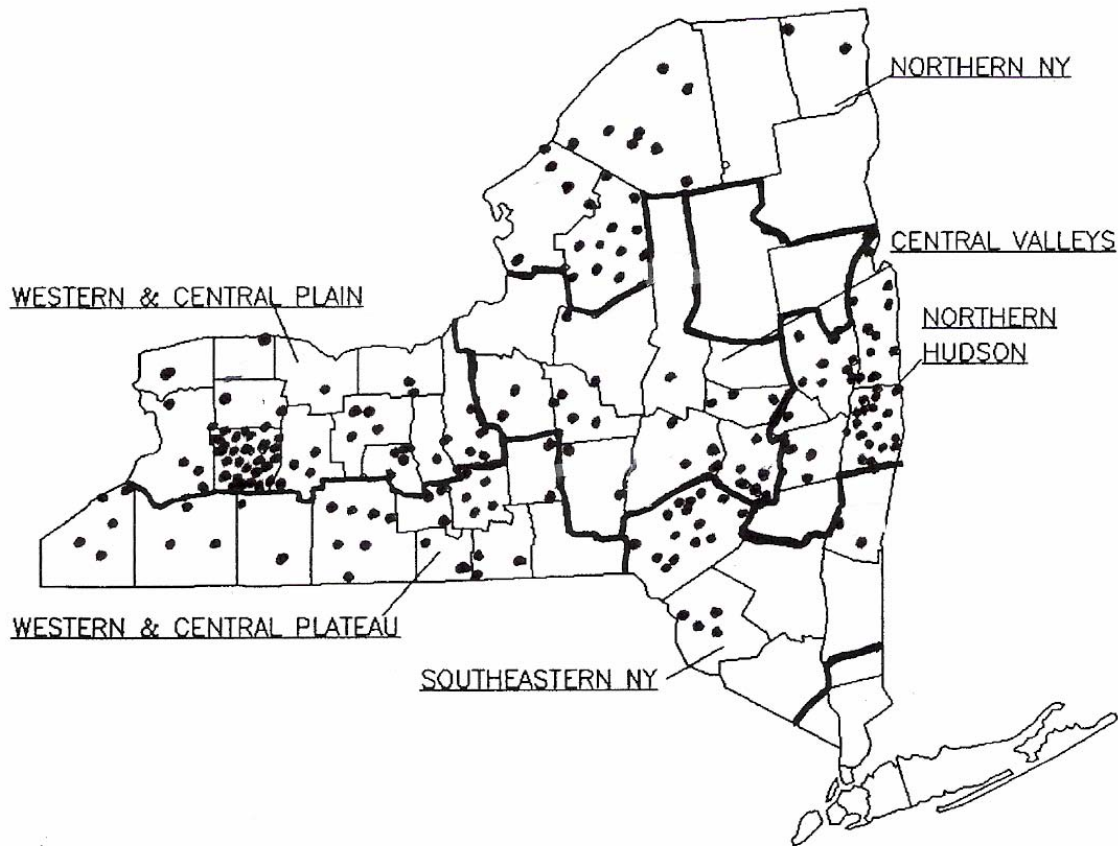 NORTHERN NY
CENTRAL VALLEYS
WESTERN & CENTRAL PLAIN
NORTHERN
HUDSON
WESTERN & CENTRAL PLATEAU
SOUTHEASTERN NY